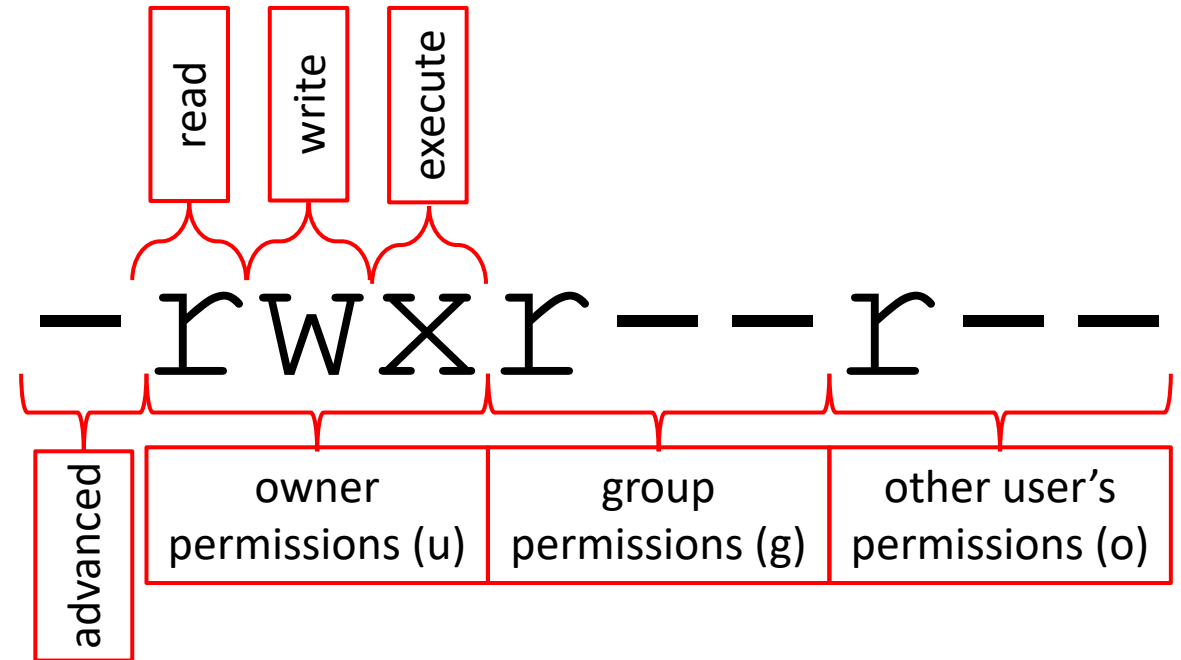 read
write
execute
-rwxr--r--
advanced
owner
permissions (u)
group
permissions (g)
other user’s
permissions (o)